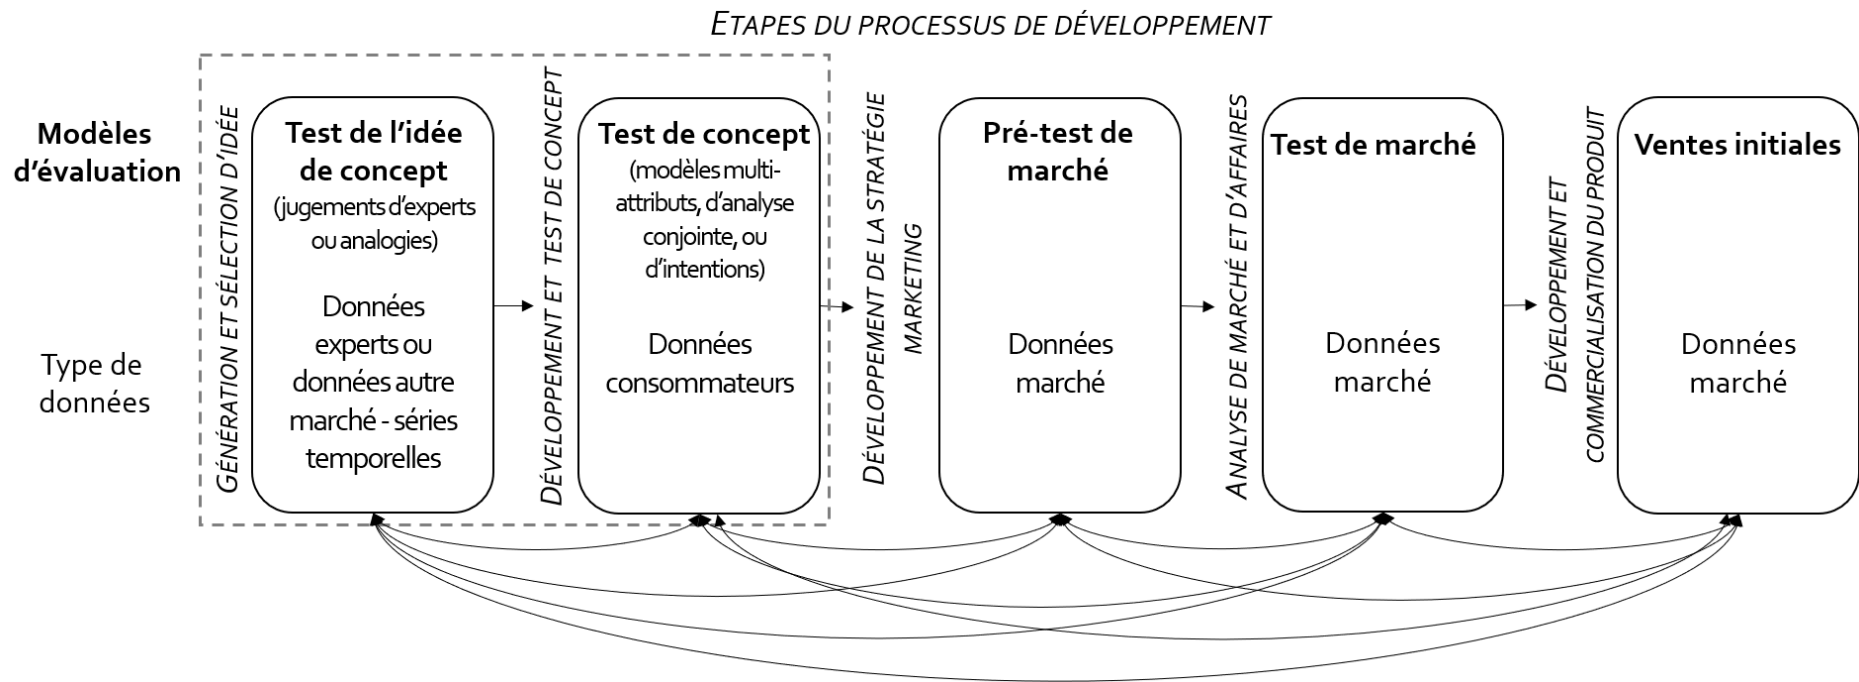 ETAPES DU PROCESSUS DE DÉVELOPPEMENT
Modèles
d'évaluation
Type de
données
GÉNÉRATION ET SÉLECTION D'IDÉE
Test de l'idée
de concept
(jugements d'experts
ou analogies)
Données
experts ou
données autre
marché - séries
temporelles
DÉVELOPPEMENT ET TEST DE CONCEPT
Test de concept
(modèles multi-
attributs, d'analyse
conjointe, ou
d'intentions)
Données
consommateurs
DÉVELOPPEMENT DE LA STRATÉGIE
MARKETING
Pré-test de
marché
Données
marché
ANALYSE DE MARCHÉ ET D'AFFAIRES
Test de marché
Données
marché
DÉVELOPPEMENT ET
COMMERCIALISATION DU PRODUIT
Ventes initiales
Données
marché